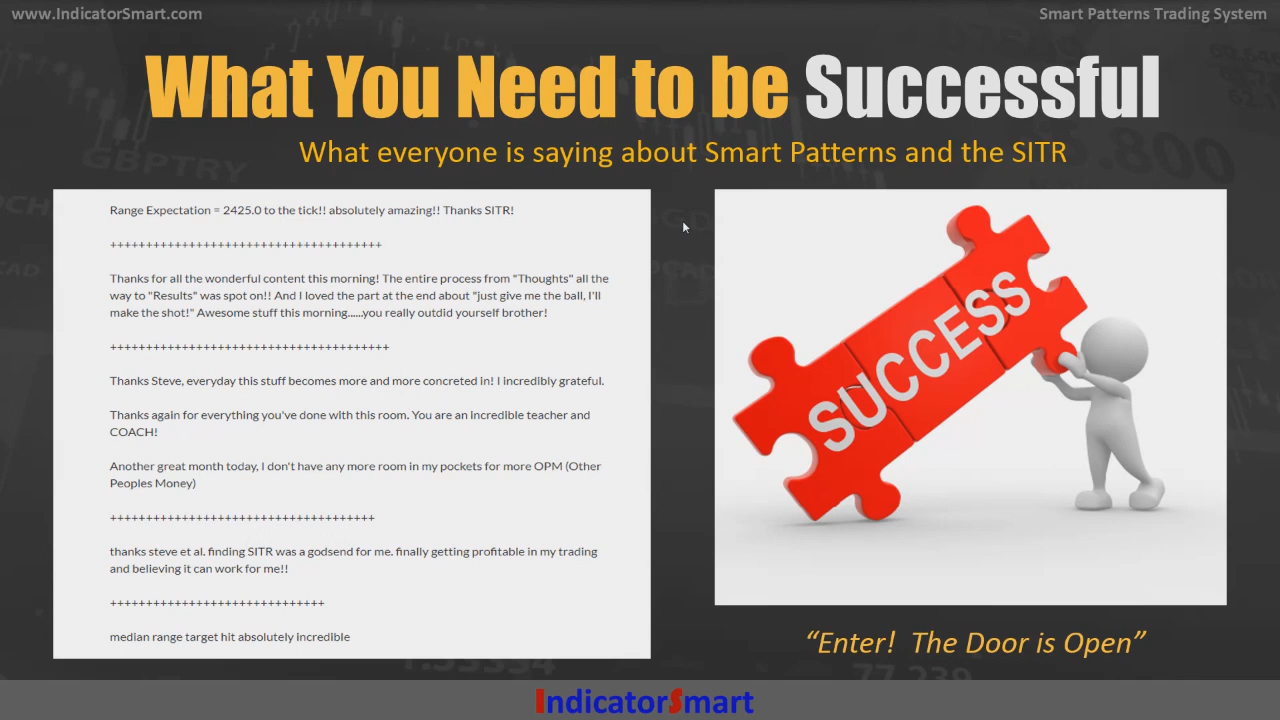 www.IndicatorSmart.com
Smart Patterns Trading System
What You Need to be Successful
What everyone is saying about Smart Patterns and the SITR
Range Expectation = 2425.0 to the tick!! absolutely amazing!! Thanks SITR!
++++++++++++++++++++++++++++++++++++++
Thanks for all the wonderful content this morning! The entire process from "Thoughts" all the
way to "Results" was spot on!! And I loved the part at the end about "just give me the ball, I'll
make the shot!" Awesome stuff this morning......you really outdid yourself brother!
+++++++++++++++++++++++++++++++++++++++
Thanks Steve, everyday this stuff becomes more and more concreted in! I incredibly grateful.
Thanks again for everything you've done with this room. You are an incredible teacher and
COACH!
Another great month today, I don't have any more room in my pockets for more OPM (Other
Peoples Money)
+++++++++++++++++++++++++++++++++++++
thanks steve et al. finding SITR was a godsend for me. finally getting profitable in my trading
and believing it can work for me!!
++++++++++++++++++++++++++++++
median range target hit absolutely incredible
SUCCESS
“Enter! The Door is Open”
IndicatorSmart
GBPTRY